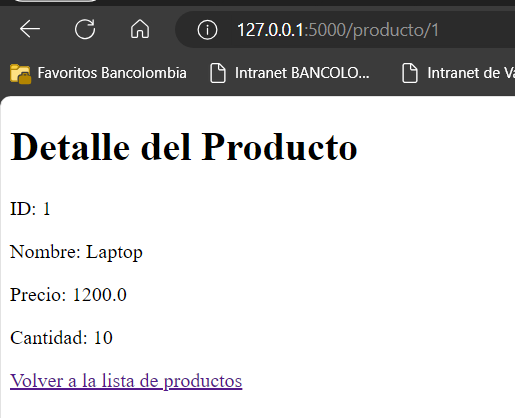 127.0.0.1:5000/producto/1
Favoritos Bancolombia Intranet BANCOLO... Intranet de Va
Detalle del Producto
ID: 1
Nombre: Laptop
Precio: 1200.0
Cantidad: 10
Volver a la lista de productos